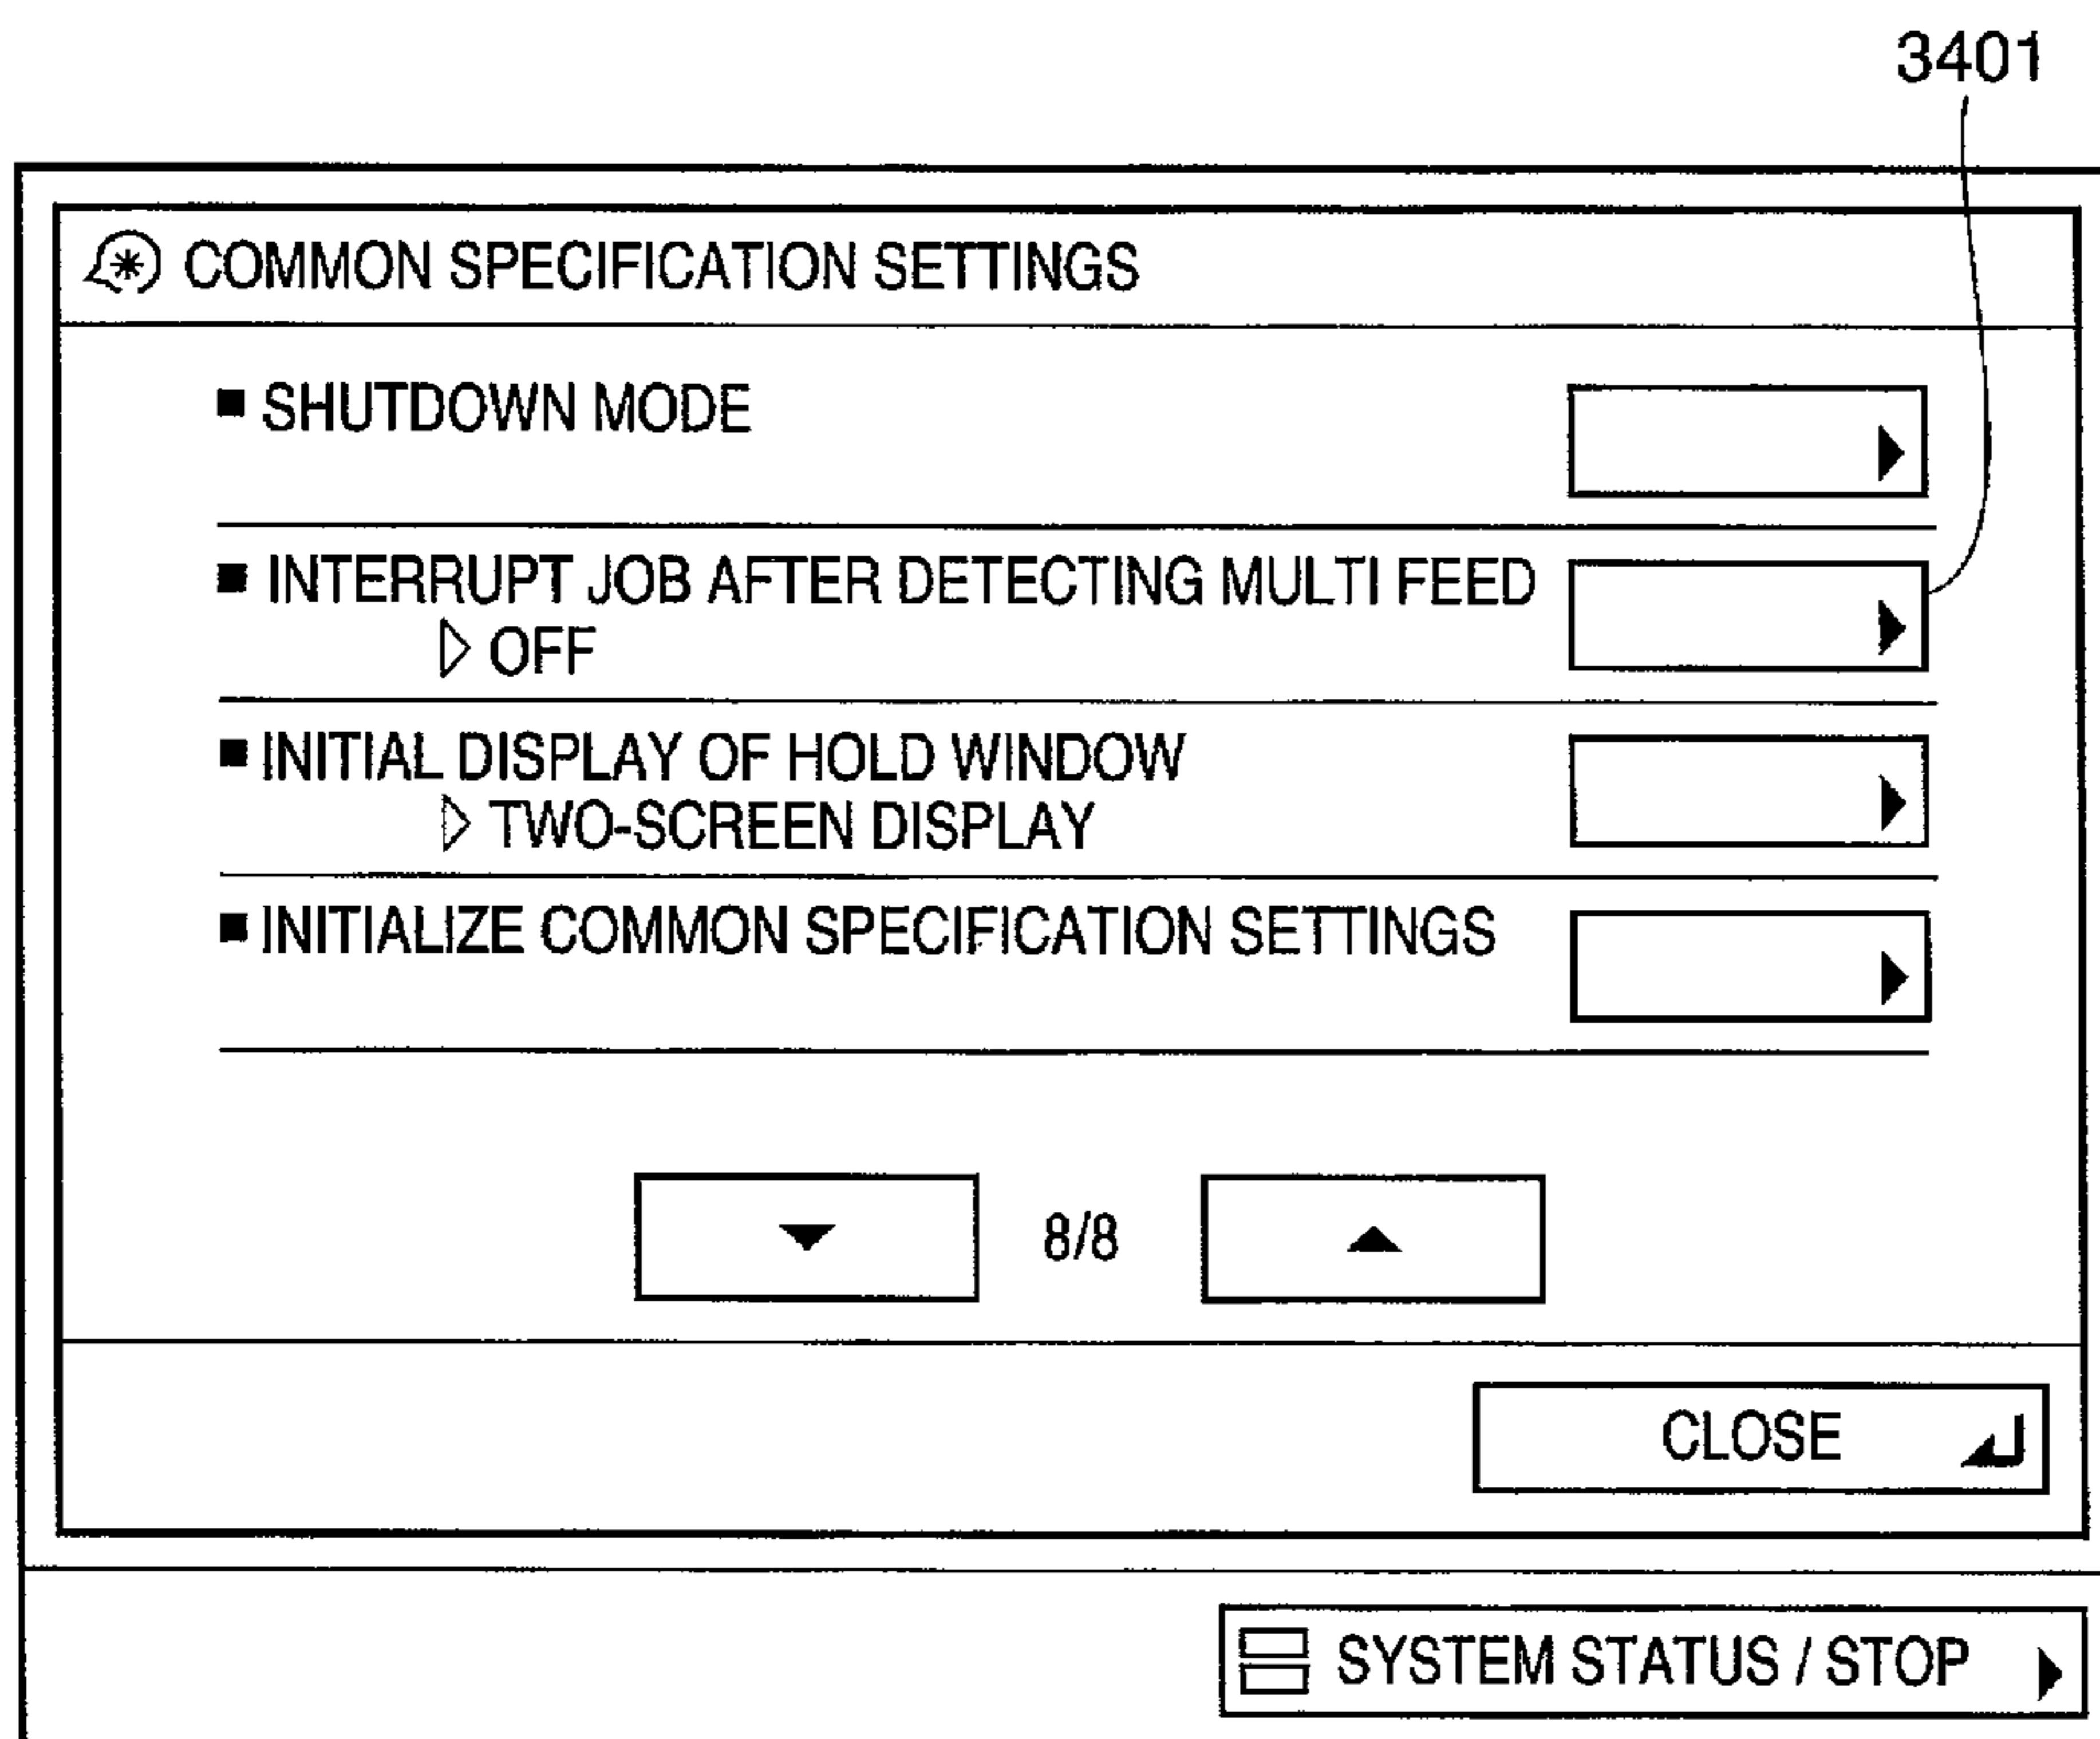 3401
COMMON SPECIFICATION SETTINGS
■ SHUTDOWN MODE
■ INTERRUPT JOB AFTER DETECTING MULTI FEED
▷ OFF
■ INITIAL DISPLAY OF HOLD WINDOW
▷ TWO-SCREEN DISPLAY
■ INITIALIZE COMMON SPECIFICATION SETTINGS
8/8
CLOSE
SYSTEM STATUS / STOP